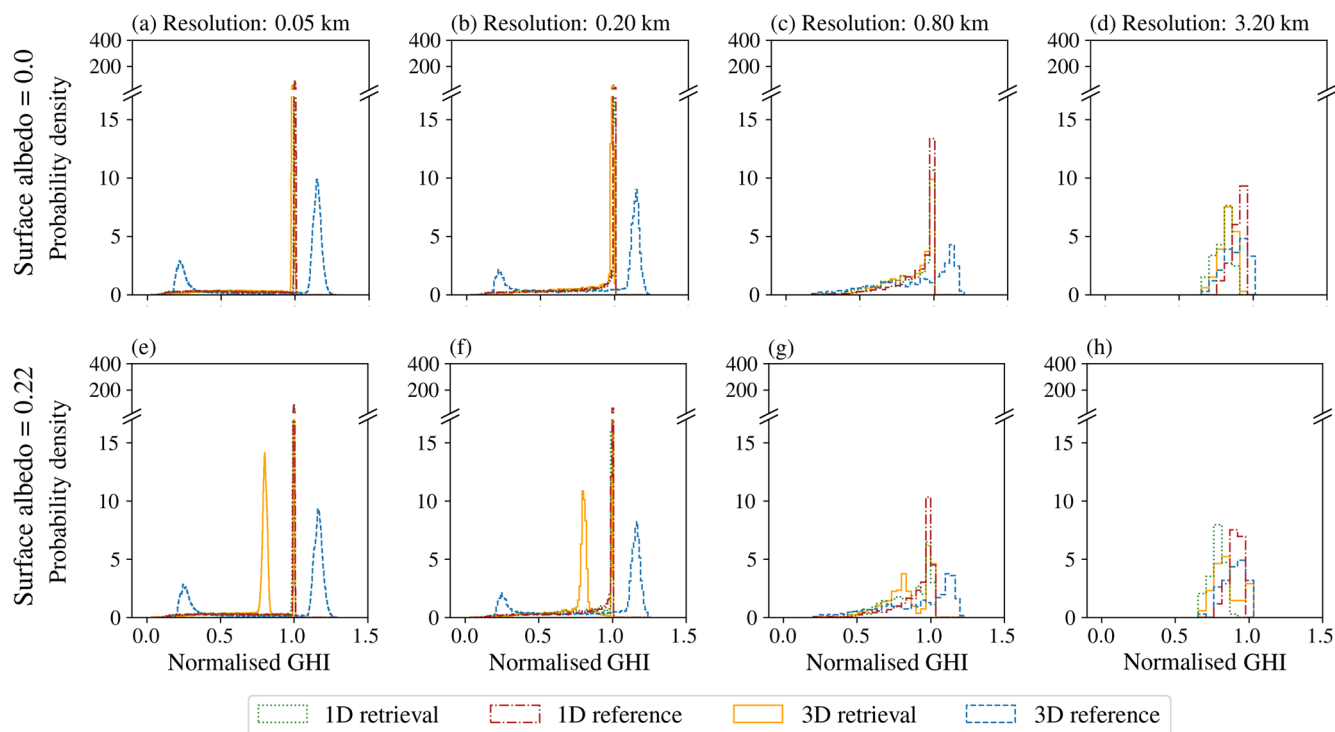 (a) Resolution: 0.05 km
(b) Resolution: 0.20 km
(c) Resolution: 0.80 km
(d) Resolution: 3.20 km
Surface albedo = 0.0
Probability density
400
200
15
10
5
0
400
200
15
10
5
0
400
200
15
10
5
0
400
200
15
10
5
0
(e)
(f)
(g)
(h)
Surface albedo = 0.22
Probability density
400
200
15
10
5
0
400
200
15
10
5
0
400
200
15
10
5
0
400
200
15
10
5
0
0.0 0.5 1.0 1.5
0.0 0.5 1.0 1.5
0.0 0.5 1.0 1.5
0.0 0.5 1.0 1.5
Normalised GHI
Normalised GHI
Normalised GHI
Normalised GHI
1D retrieval
1D reference
3D retrieval
3D reference